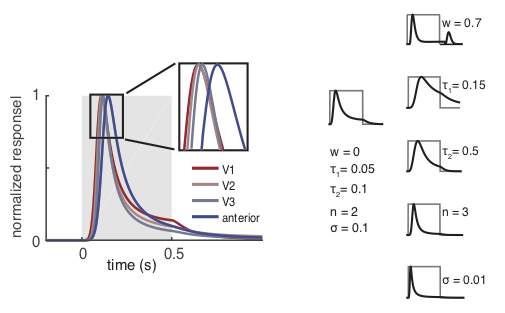 normalized responsel
1
0
0
0.5
time (s)
V1
V2
V3
anterior
w = 0
τ1= 0.05
τ2= 0.1
n = 2
σ = 0.1
w = 0.7
τ1= 0.15
τ2= 0.5
n = 3
σ = 0.01